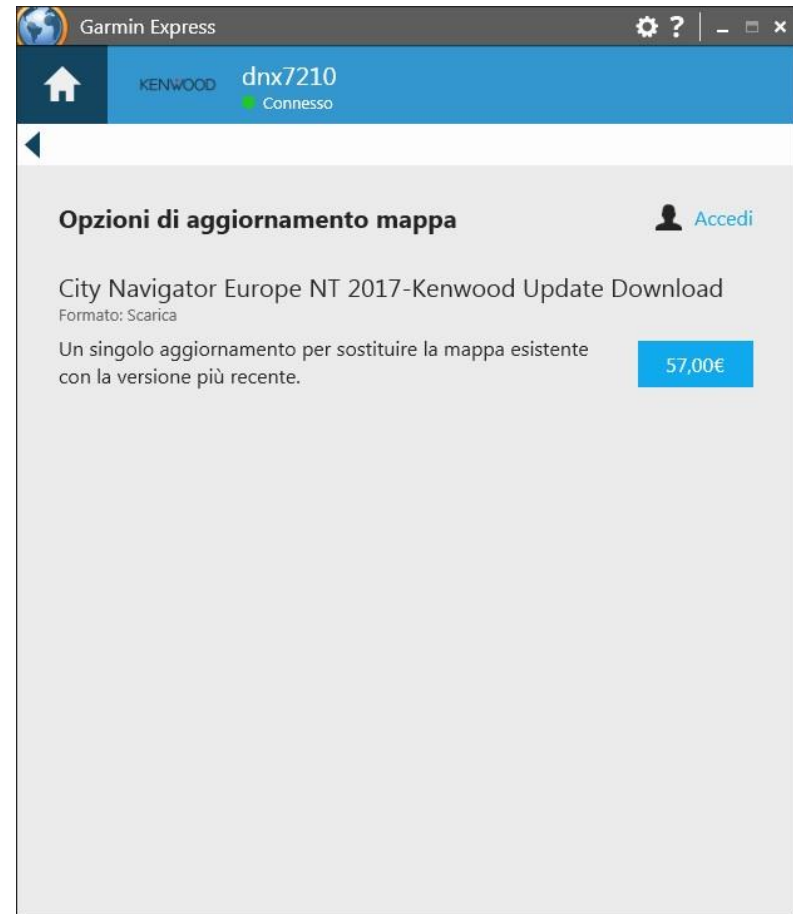 Garmin Express
?
KENWOOD
dnx7210
Connesso
Opzioni di aggiornamento mappa
Accedi
City Navigator Europe NT 2017-Kenwood Update Download
Formato: Scarica
Un singolo aggiornamento per sostituire la mappa esistente
57,00€
con la versione più recente.